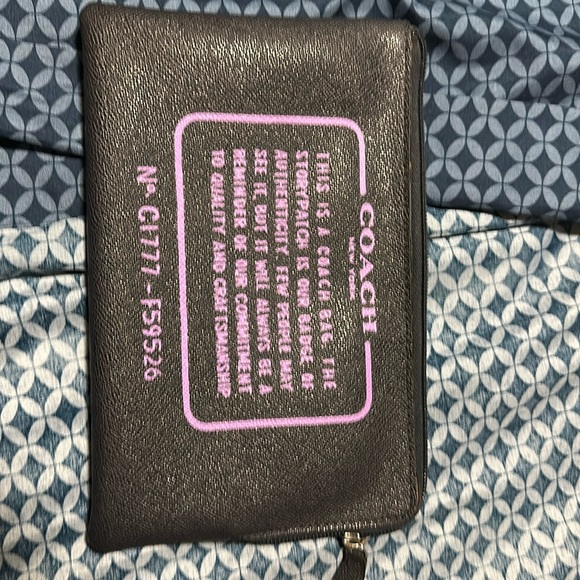 COACH
NEW YORK
THIS IS A COACH BAG. THE
STORYPATCH IS OUR BADGE OF
AUTHENTICITY, FEW PEOPLE MAY
SEE IT, BUT IT WILL ALWAYS BE A
REMINDER OF OUR COMMITMENT
TO QUALITY AND CRAFTSMANSHIP
Nº C1777-F59526